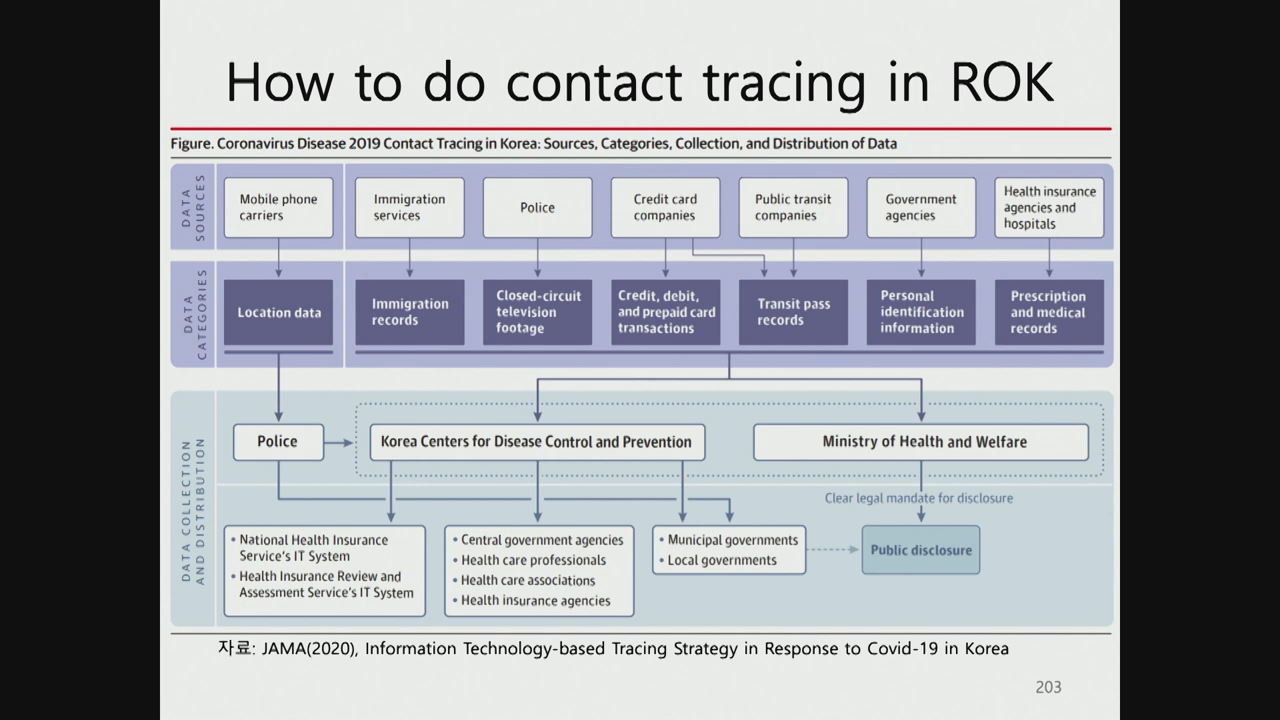 How to do contact tracing in ROK
Figure. Coronavirus Disease 2019 Contact Tracing in Korea: Sources, Categories, Collection, and Distribution of Data
DATA
SOURCES
Mobile phone
carriers
Immigration
services
Police
Credit card
companies
Public transit
companies
Government
agencies
Health insurance
agencies and
hospitals
DATA
CATEGORIES
Location data
Immigration
records
Closed-circuit
television
footage
Credit, debit,
and prepaid card
transactions
Transit pass
records
Personal
identification
information
Prescription
and medical
records
DATA COLLECTION
AND DISTRIBUTION
Police
Korea Centers for Disease Control and Prevention
Ministry of Health and Welfare
Clear legal mandate for disclosure
• National Health Insurance
Service's IT System
• Health Insurance Review and
Assessment Service's IT System
• Central government agencies
• Health care professionals
• Health care associations
• Health insurance agencies
• Municipal governments
• Local governments
Public disclosure
자료: JAMA(2020), Information Technology-based Tracing Strategy in Response to Covid-19 in Korea
203